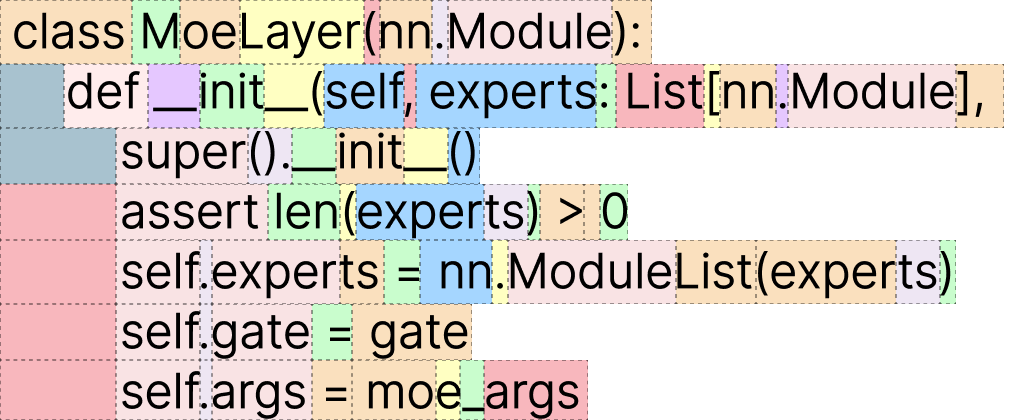 class MoeLayer(nn.Module):
    def __init__(self, experts: List[nn.Module],
        super().__init__()
        assert len(experts) > 0
        self.experts = nn.ModuleList(experts)
        self.gate = gate
        self.args = moe_args